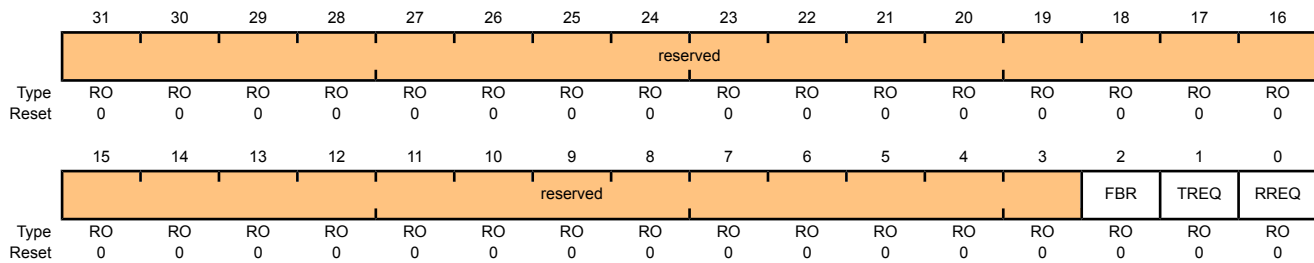 31 30 29 28 27 26 25 24 23 22 21 20 19 18 17 16
reserved
Type RO RO RO RO RO RO RO RO RO RO RO RO RO RO RO RO
Reset 0 0 0 0 0 0 0 0 0 0 0 0 0 0 0 0
15 14 13 12 11 10 9 8 7 6 5 4 3 2 1 0
reserved FBR TREQ RREQ
Type RO RO RO RO RO RO RO RO RO RO RO RO RO RO RO RO
Reset 0 0 0 0 0 0 0 0 0 0 0 0 0 0 0 0